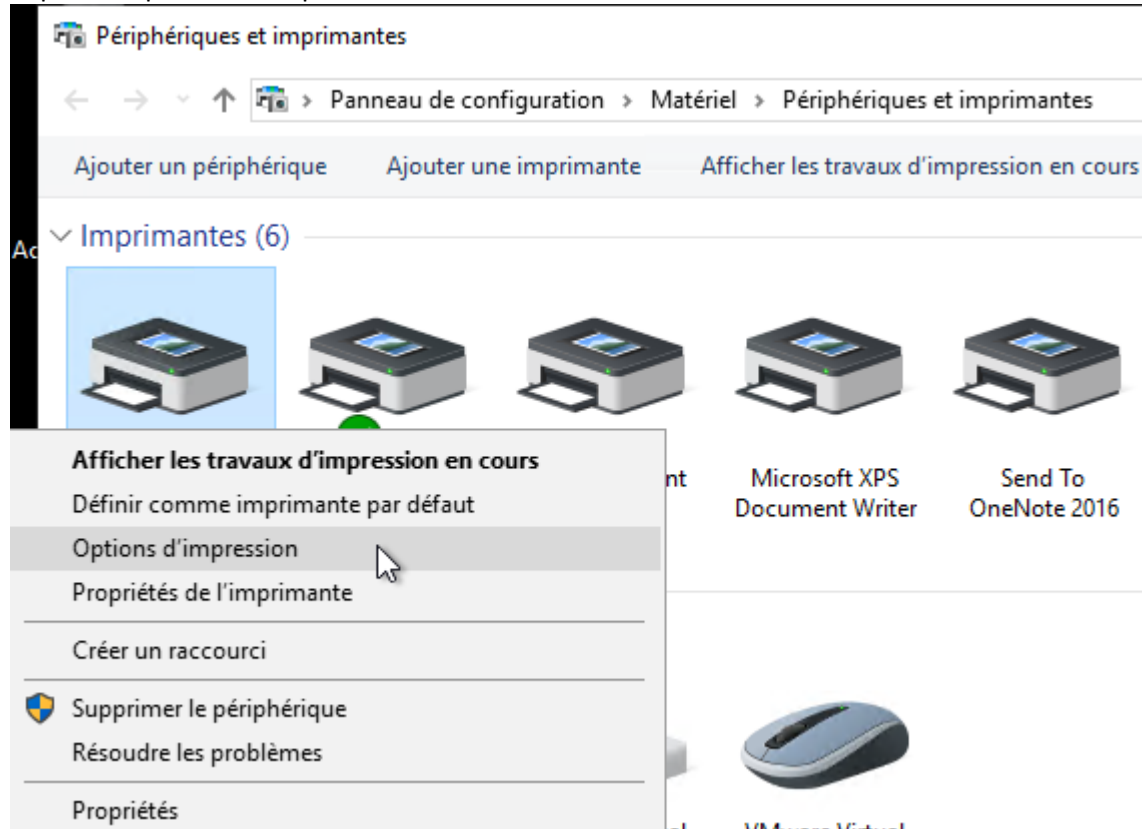 Périphériques et imprimantes
Panneau de configuration > Matériel > Périphériques et imprimantes
Ajouter un périphérique Ajouter une imprimante Afficher les travaux d'impression en cours
Imprimantes (6)
Afficher les travaux d'impression en cours
Définir comme imprimante par défaut
Options d'impression
Propriétés de l'imprimante
Créer un raccourci
Supprimer le périphérique
Résoudre les problèmes
Propriétés
nt
Microsoft XPS
Document Writer
Send To
OneNote 2016
VMware Virtual